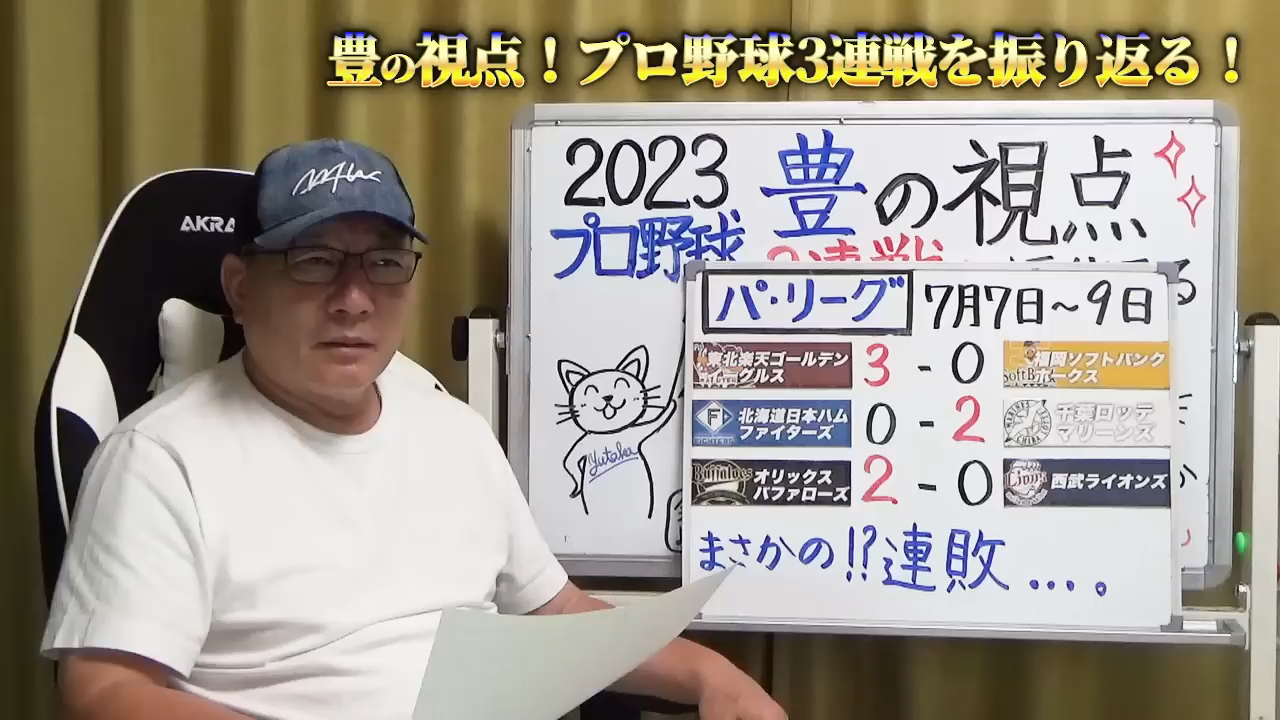 豊の視点！プロ野球3連戦を振り返る！
2023 豊の視点
プロ野球 3連戦
AKRA
Yutaka
パ・リーグ 7月7日～9日
東北楽天ゴールデン
イーグルス
3 - 0
福岡ソフトバンク
ホークス
北海道日本ハム
ファイターズ
0 - 2
千葉ロッテ
マリーンズ
Buffaloes
オリックス
バファローズ
2 - 0
Lions
西武ライオンズ
まさかの!?連敗....。